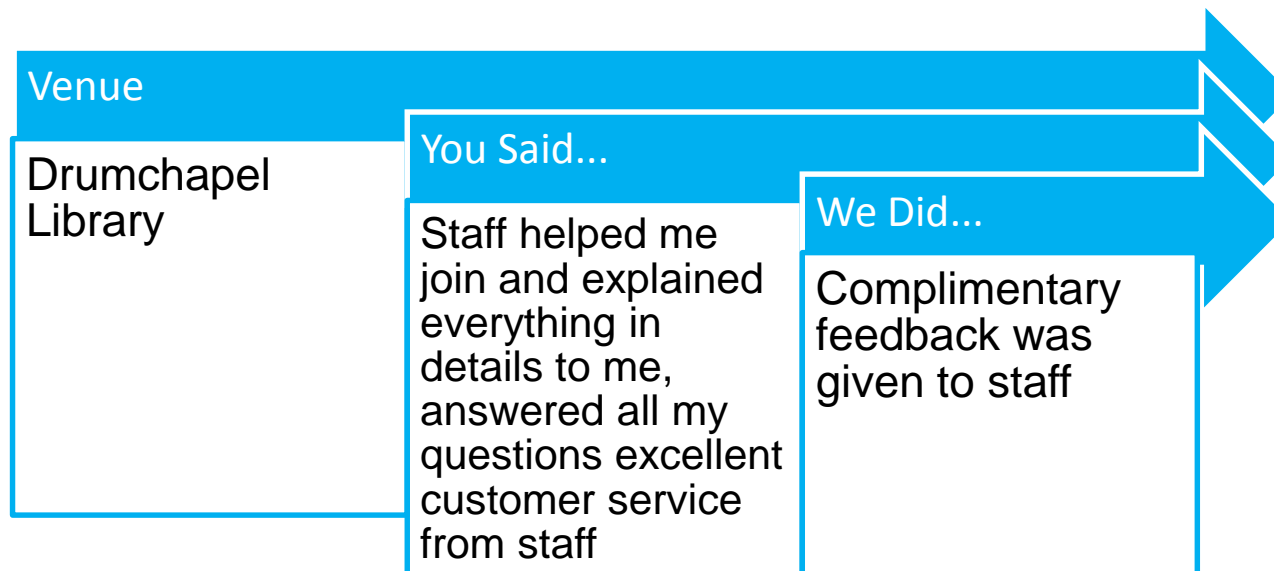 Venue
Drumchapel
Library
You Said...
Staff helped me
join and explained
everything in
details to me,
answered all my
questions excellent
customer service
from staff
We Did...
Complimentary
feedback was
given to staff